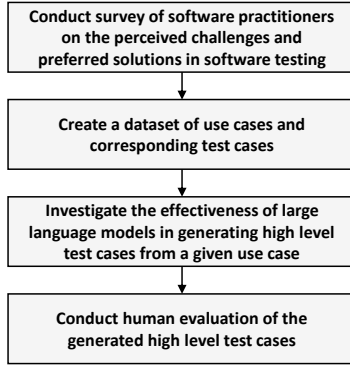 Conduct survey of software practitioners
on the perceived challenges and
preferred solutions in software testing
Create a dataset of use cases and
corresponding test cases
Investigate the effectiveness of large
language models in generating high level
test cases from a given use case
Conduct human evaluation of the
generated high level test cases